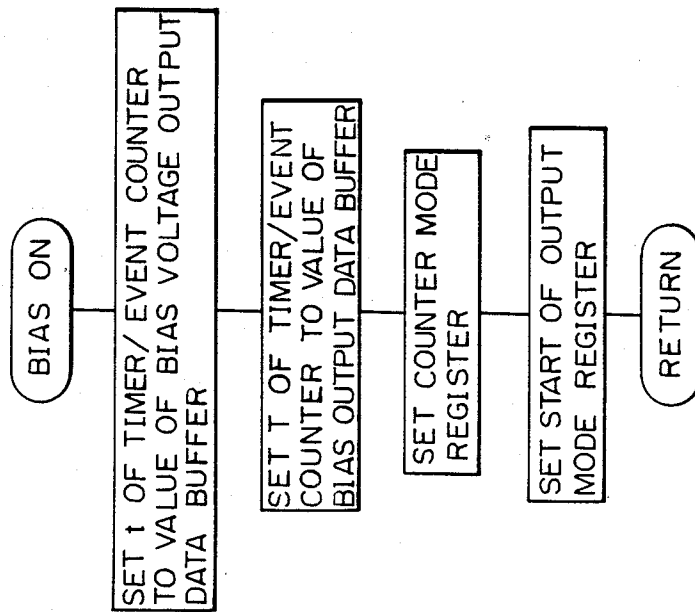 BIAS ON
SET t OF TIMER/EVENT COUNTER
TO VALUE OF BIAS VOLTAGE OUTPUT
DATA BUFFER
SET T OF TIMER/EVENT
COUNTER TO VALUE OF
BIAS OUTPUT DATA BUFFER
SET COUNTER MODE
REGISTER
SET START OF OUTPUT
MODE REGISTER
RETURN